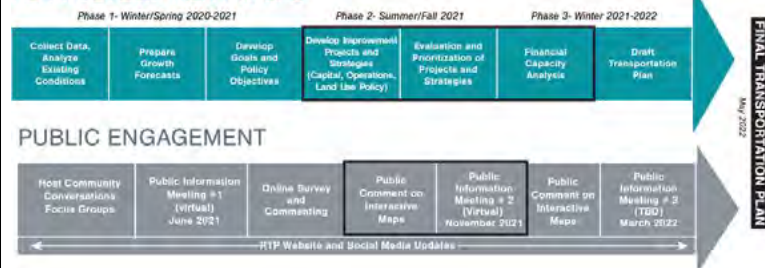 Phase 1- Winter/Spring 2020-2021
Phase 2- Summer/Fall 2021
Phase 3- Winter 2021-2022
Collect Data,
Analyze
Existing
Conditions
Prepare
Growth
Forecasts
Develop
Goals and
Policy
Objectives
Develop Improvement
Projects and
Strategies
(Capital, Operations,
Land Use Policy)
Evaluation and
Prioritization of
Projects and
Strategies
Financial
Capacity
Analysis
Draft
Transportation
Plan
May 2022
FINAL TRANSPORTATION PLAN
PUBLIC ENGAGEMENT
Host Community
Conversations
Focus Groups
Public Information
Meeting #1
(virtual)
June 2021
Online Survey
and
Commenting
Public
Comment on
Interactive
Maps
Public
Information
Meeting # 2
(Virtual)
November 2021
Public
Comment on
Interactive
Maps
Public
Information
Meeting # 3
(TBD)
March 2022
RTP Website and Social Media Updates